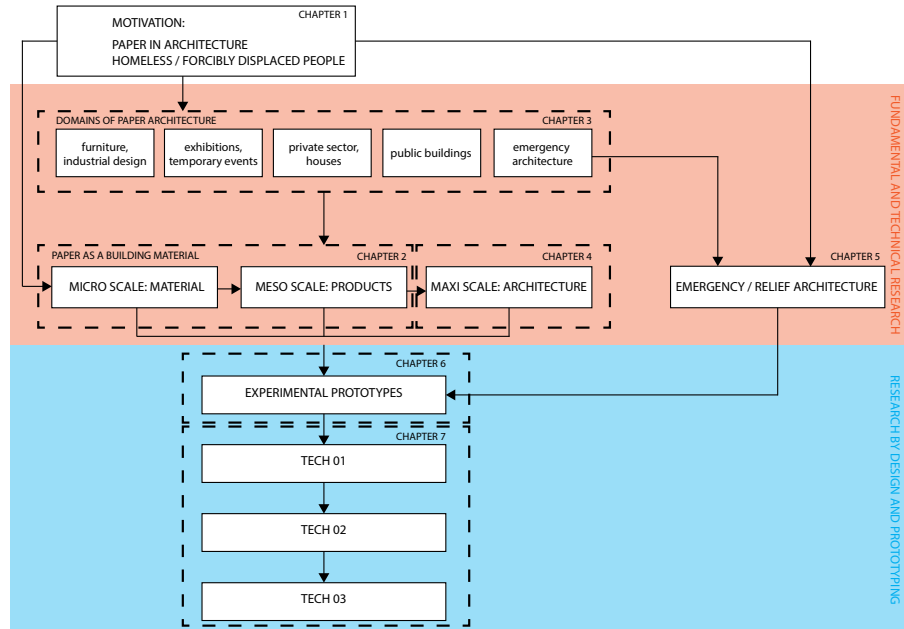 CHAPTER 1
MOTIVATION:
PAPER IN ARCHITECTURE
HOMELESS / FORCIBLY DISPLACED PEOPLE
DOMAINS OF PAPER ARCHITECTURE
CHAPTER 3
furniture,
industrial design
exhibitions,
temporary events
private sector,
houses
public buildings
emergency
architecture
PAPER AS A BUILDING MATERIAL
CHAPTER 2
CHAPTER 4
CHAPTER 5
MICRO SCALE: MATERIAL
MESO SCALE: PRODUCTS
MAXI SCALE: ARCHITECTURE
EMERGENCY / RELIEF ARCHITECTURE
FUNDAMENTAL AND TECHNICAL RESEARCH
CHAPTER 6
EXPERIMENTAL PROTOTYPES
CHAPTER 7
TECH 01
TECH 02
TECH 03
RESEARCH BY DESIGN AND PROTOTYPING